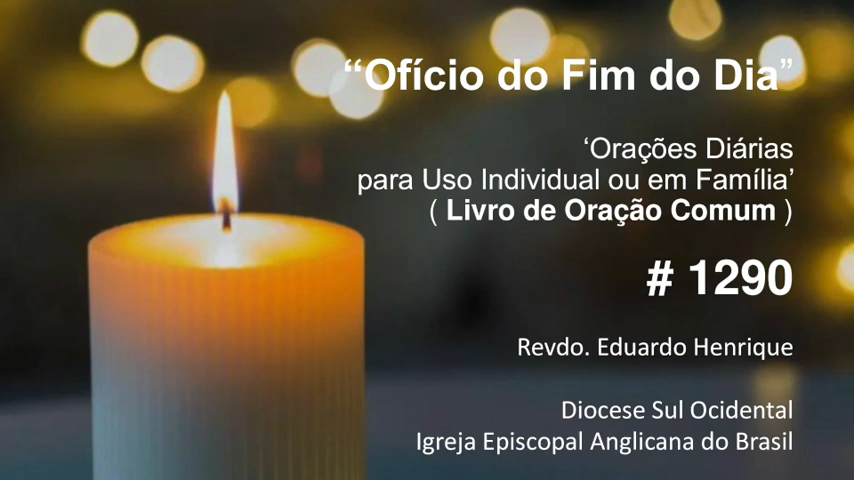 “Ofício do Fim do Dia”
‘Orações Diárias
para Uso Individual ou em Família’
( Livro de Oração Comum )
# 1290
Revdo. Eduardo Henrique
Diocese Sul Ocidental
Igreja Episcopal Anglicana do Brasil